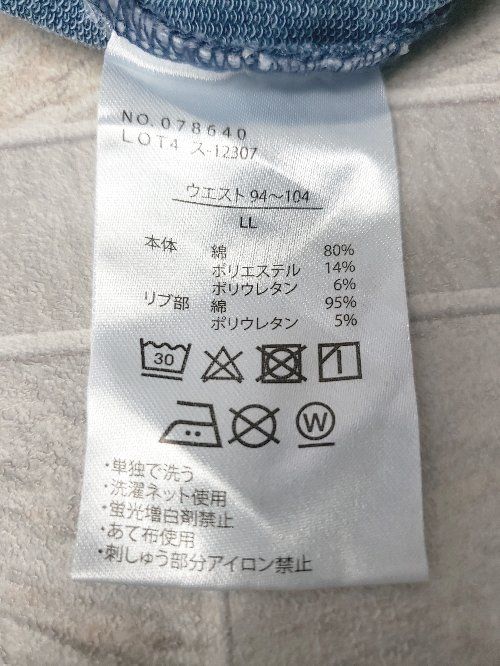 NO. 078640
LOT4 ス-12307
ウエスト 94〜104
LL
本体 綿 80%
ポリエステル 14%
ポリウレタン 6%
リブ部 綿 95%
ポリウレタン 5%
30
W
・単独で洗う
・洗濯ネット使用
・蛍光増白剤禁止
・あて布使用
・刺しゅう部分アイロン禁止